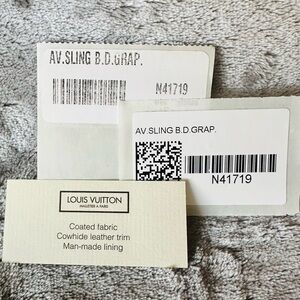 AV.SLING B.D.GRAP.
N41719
AV.SLING B.D.GRAP.
N41719
LOUIS VUITTON
MALLETIER A PARIS
Coated fabric
Cowhide leather trim
Man-made lining